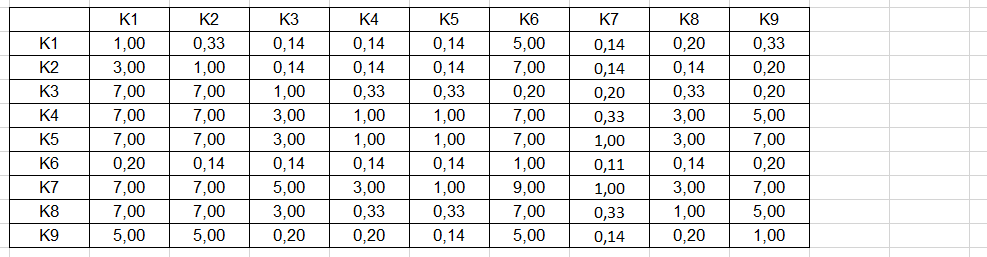 K1 K2 K3 K4 K5 K6 K7 K8 K9
K1 1,00 0,33 0,14 0,14 0,14 5,00 0,14 0,20 0,33
K2 3,00 1,00 0,14 0,14 0,14 7,00 0,14 0,14 0,20
K3 7,00 7,00 1,00 0,33 0,33 0,20 0,20 0,33 0,20
K4 7,00 7,00 3,00 1,00 1,00 7,00 0,33 3,00 5,00
K5 7,00 7,00 3,00 1,00 1,00 7,00 1,00 3,00 7,00
K6 0,20 0,14 0,14 0,14 0,14 1,00 0,11 0,14 0,20
K7 7,00 7,00 5,00 3,00 1,00 9,00 1,00 3,00 7,00
K8 7,00 7,00 3,00 0,33 0,33 7,00 0,33 1,00 5,00
K9 5,00 5,00 0,20 0,20 0,14 5,00 0,14 0,20 1,00